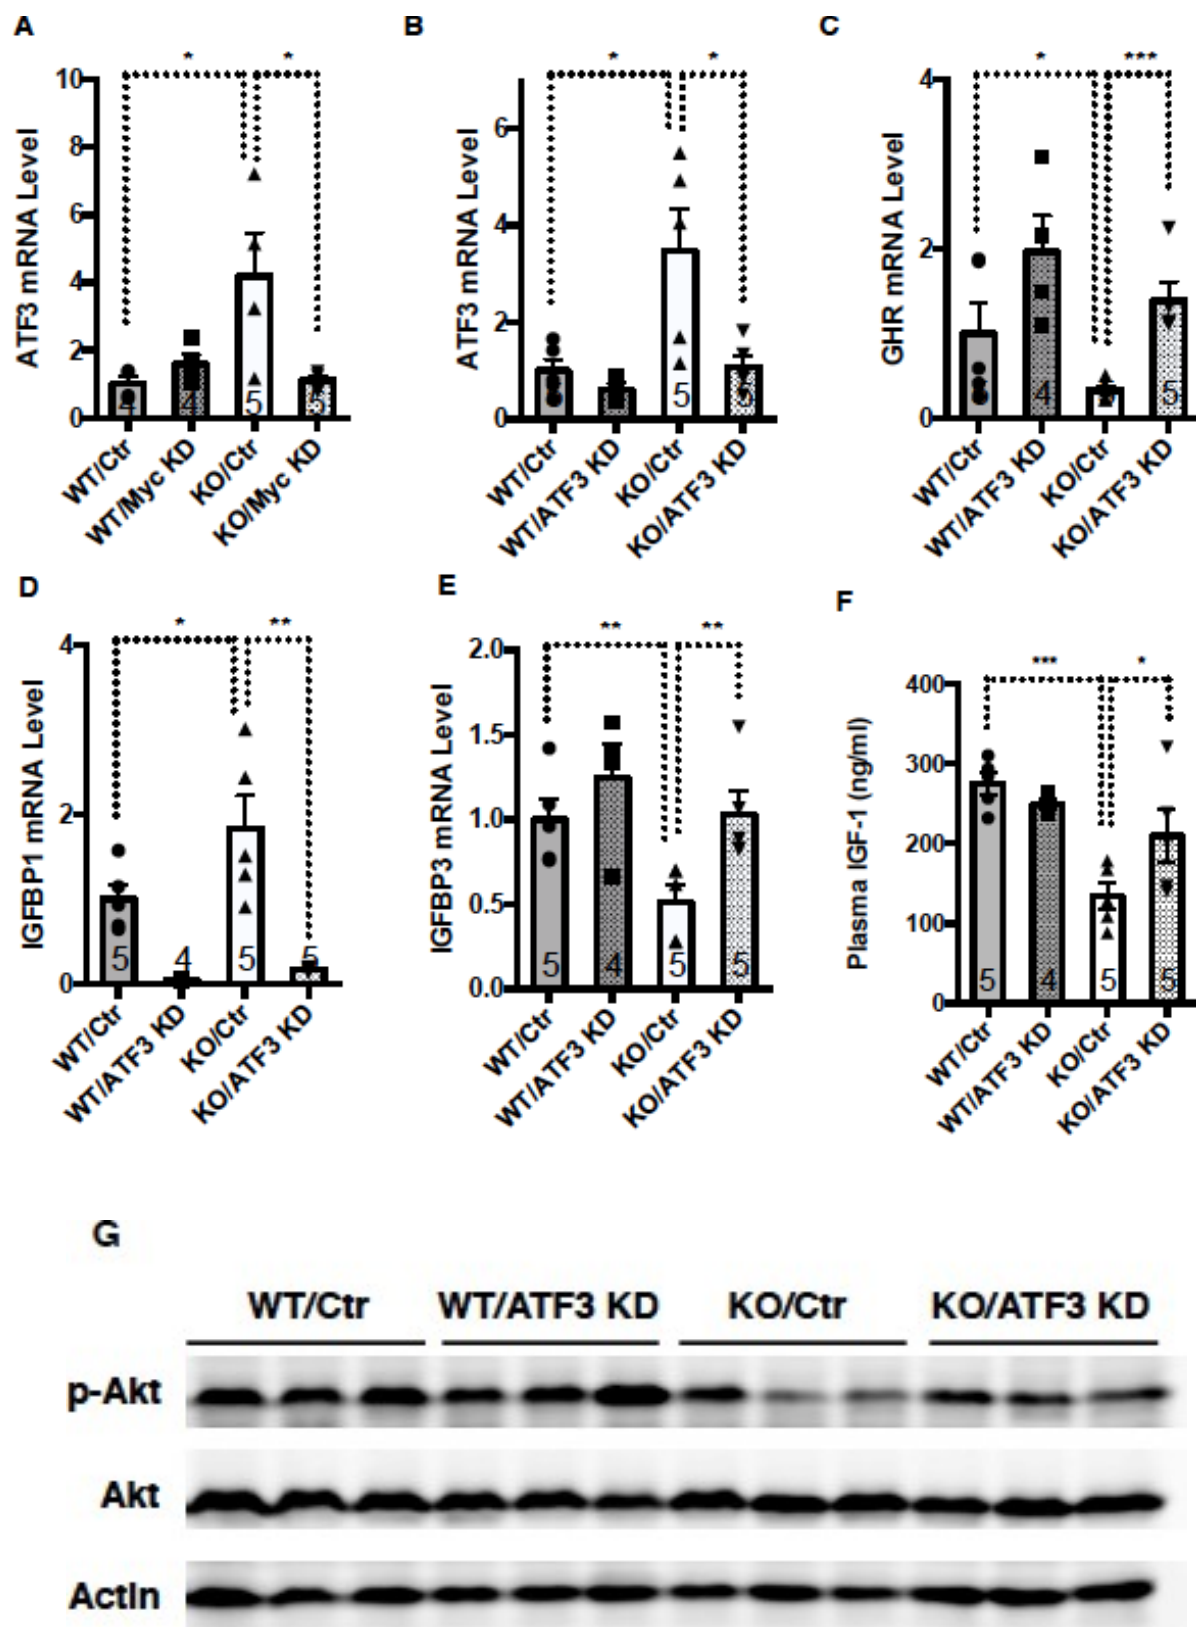 A
B
C
* *
* *
* ***
ATF3 mRNA Level
10
8
6
4
2
0
4 4 5 5
WT/Ctr
WT/Myc KD
KO/Ctr
KO/Myc KD
ATF3 mRNA Level
6
4
2
0
5
5
WT/Ctr
WT/ATF3 KD
KO/Ctr
KO/ATF3 KD
GHR mRNA Level
4
2
0
4
5
WT/Ctr
WT/ATF3 KD
KO/Ctr
KO/ATF3 KD
D
E
F
* **
** **
*** *
IGFBP1 mRNA Level
4
2
0
5 4 5 5
WT/Ctr
WT/ATF3 KD
KO/Ctr
KO/ATF3 KD
IGFBP3 mRNA Level
2.0
1.5
1.0
0.5
0.0
5 4 5 5
WT/Ctr
WT/ATF3 KD
KO/Ctr
KO/ATF3 KD
Plasma IGF-1 (ng/ml)
400
300
200
100
0
5 4 5 5
WT/Ctr
WT/ATF3 KD
KO/Ctr
KO/ATF3 KD
G
WT/Ctr WT/ATF3 KD KO/Ctr KO/ATF3 KD
p-Akt
Akt
Actin